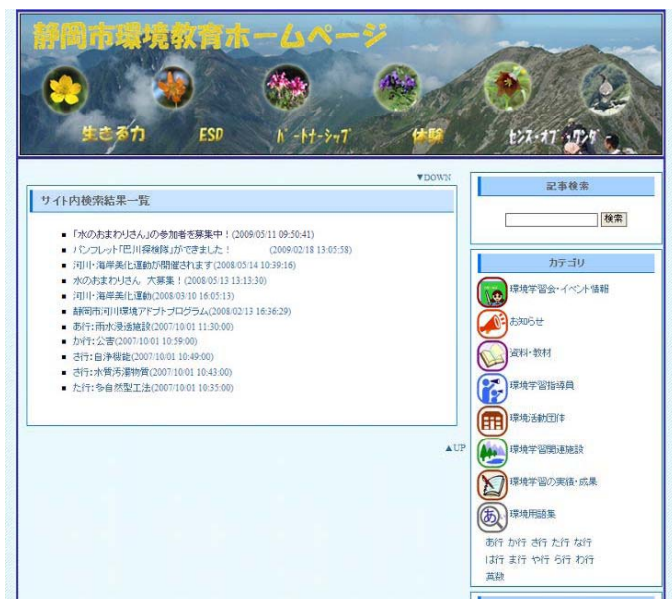 静岡市環境教育ホームページ
生きる力 ESD パートナーシップ 体験 センス・オブ・ワンダー
▼DOWN
サイト内検索結果一覧
「水のおまわりさん」の参加者を募集中！(2009/05/11 09:50:41)
パンフレット「巴川探検隊」ができました！ (2009/02/18 13:05:58)
河川・海岸美化運動が開催されます(2008/05/14 10:39:16)
水のおまわりさん 大募集！(2008/05/13 13:13:30)
河川・海岸美化運動(2008/03/10 16:05:13)
静岡市河川環境アドプトプログラム(2008/02/13 16:36:29)
あ行：雨水浸透施設(2007/10/01 11:30:00)
か行：公害(2007/10/01 10:59:00)
さ行：自浄機能(2007/10/01 10:49:00)
さ行：水質汚濁物質(2007/10/01 10:43:00)
た行：多自然型工法(2007/10/01 10:35:00)
▲UP
記事検索
検索
カテゴリ
環境学習会・イベント情報
お知らせ
資料・教材
環境学習指導員
環境活動団体
環境学習関連施設
環境学習の実績・成果
あ
環境用語集
あ行 か行 さ行 た行 な行
は行 ま行 や行 ら行 わ行
英数